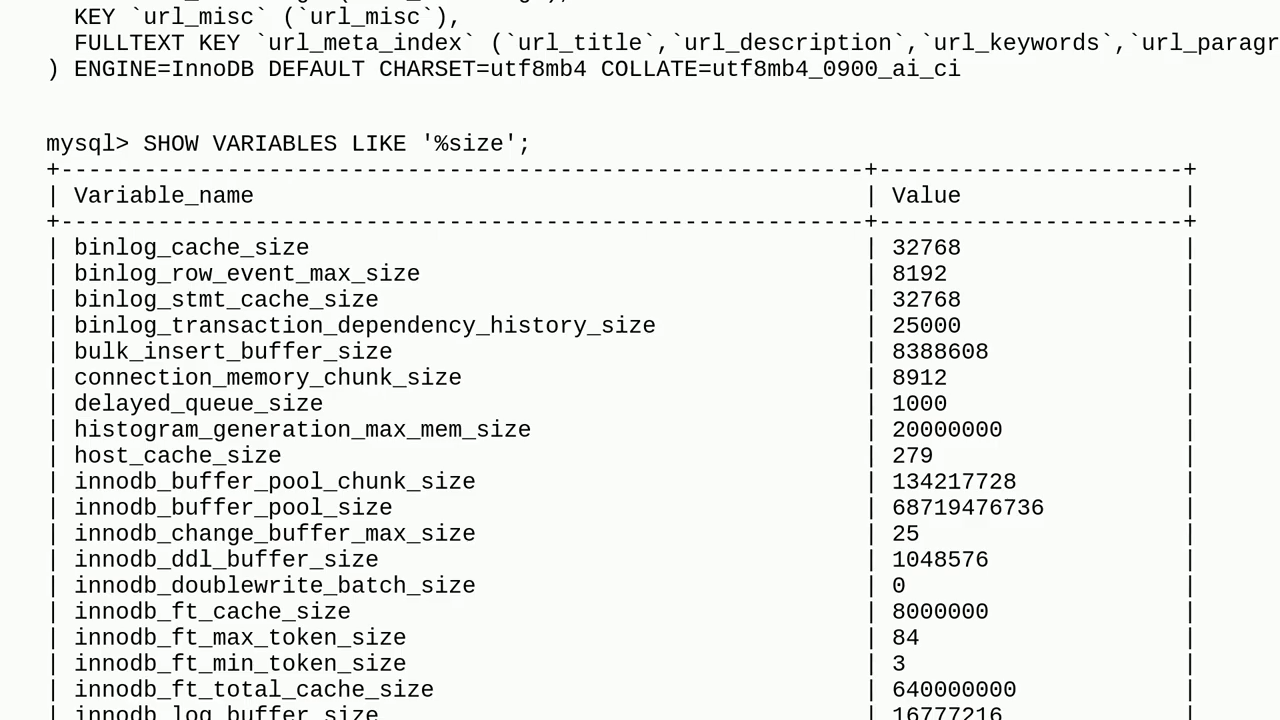 KEY `url_misc` (`url_misc`),
FULLTEXT KEY `url_meta_index` (`url_title`,`url_description`,`url_keywords`,`url_paragr
) ENGINE=InnoDB DEFAULT CHARSET=utf8mb4 COLLATE=utf8mb4_0900_ai_ci
mysql> SHOW VARIABLES LIKE '%size';
+----------------------------------------------------------+----------------------+
| Variable_name | Value |
+----------------------------------------------------------+----------------------+
| binlog_cache_size | 32768 |
| binlog_row_event_max_size | 8192 |
| binlog_stmt_cache_size | 32768 |
| binlog_transaction_dependency_history_size | 25000 |
| bulk_insert_buffer_size | 8388608 |
| connection_memory_chunk_size | 8912 |
| delayed_queue_size | 1000 |
| histogram_generation_max_mem_size | 20000000 |
| host_cache_size | 279 |
| innodb_buffer_pool_chunk_size | 134217728 |
| innodb_buffer_pool_size | 68719476736 |
| innodb_change_buffer_max_size | 25 |
| innodb_ddl_buffer_size | 1048576 |
| innodb_doublewrite_batch_size | 0 |
| innodb_ft_cache_size | 8000000 |
| innodb_ft_max_token_size | 84 |
| innodb_ft_min_token_size | 3 |
| innodb_ft_total_cache_size | 640000000 |
| innodb_log_buffer_size | 16777216 |